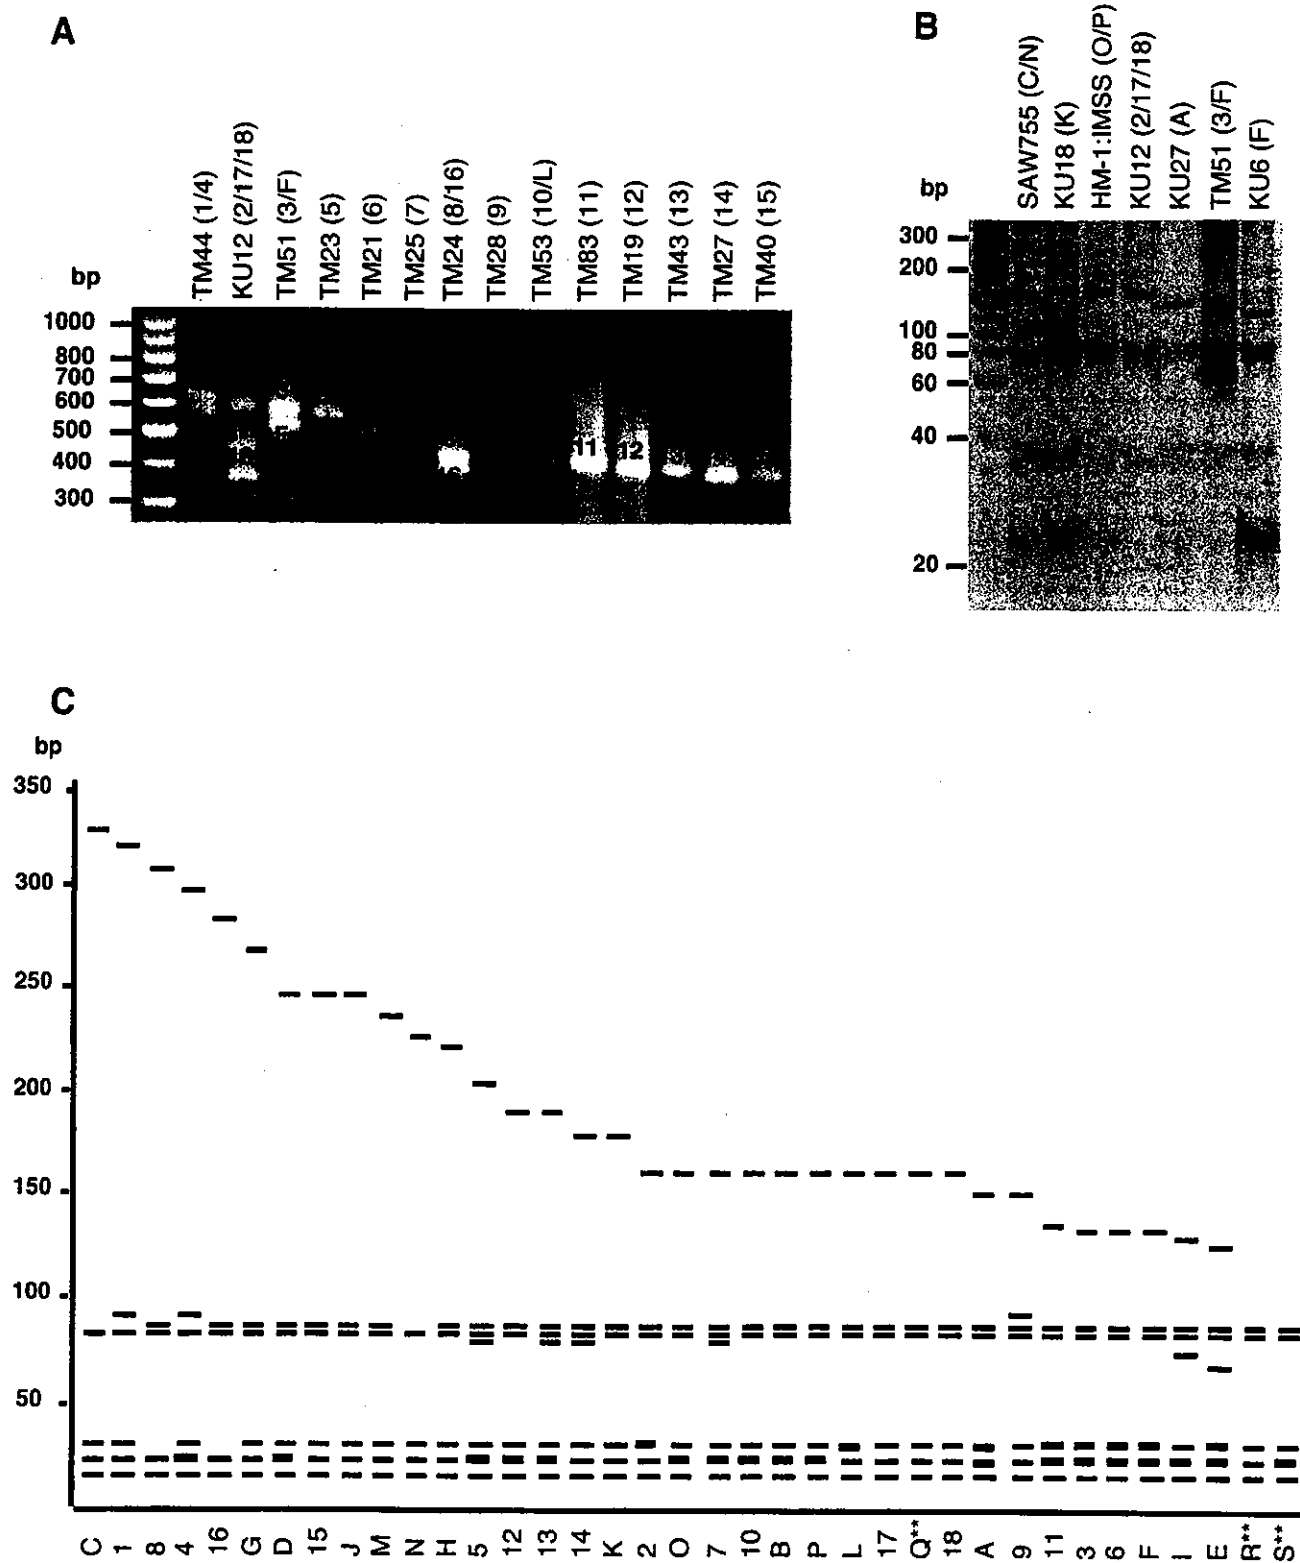 A
bp
TM44 (1/4)
KU12 (2/17/18)
TM51 (3/F)
TM23 (5)
TM21 (6)
TM25 (7)
TM24 (8/16)
TM28 (9)
TM53 (10/L)
TM83 (11)
TM19 (12)
TM43 (13)
TM27 (14)
TM40 (15)
1000
800
700
600
500
400
300
11
12
B
bp
SAW755 (C/N)
KU18 (K)
HM-1:IMSS (O/P)
KU12 (2/17/18)
KU27 (A)
TM51 (3/F)
KU6 (F)
300
200
100
80
60
40
20
C
bp
350
300
250
200
150
100
50
C 1 8 4 16 G D 15 J M N H 5 12 13 14 K 2 O 7 10 B P L 17 Q** 18 A 9 11 3 6 F I E R** S**